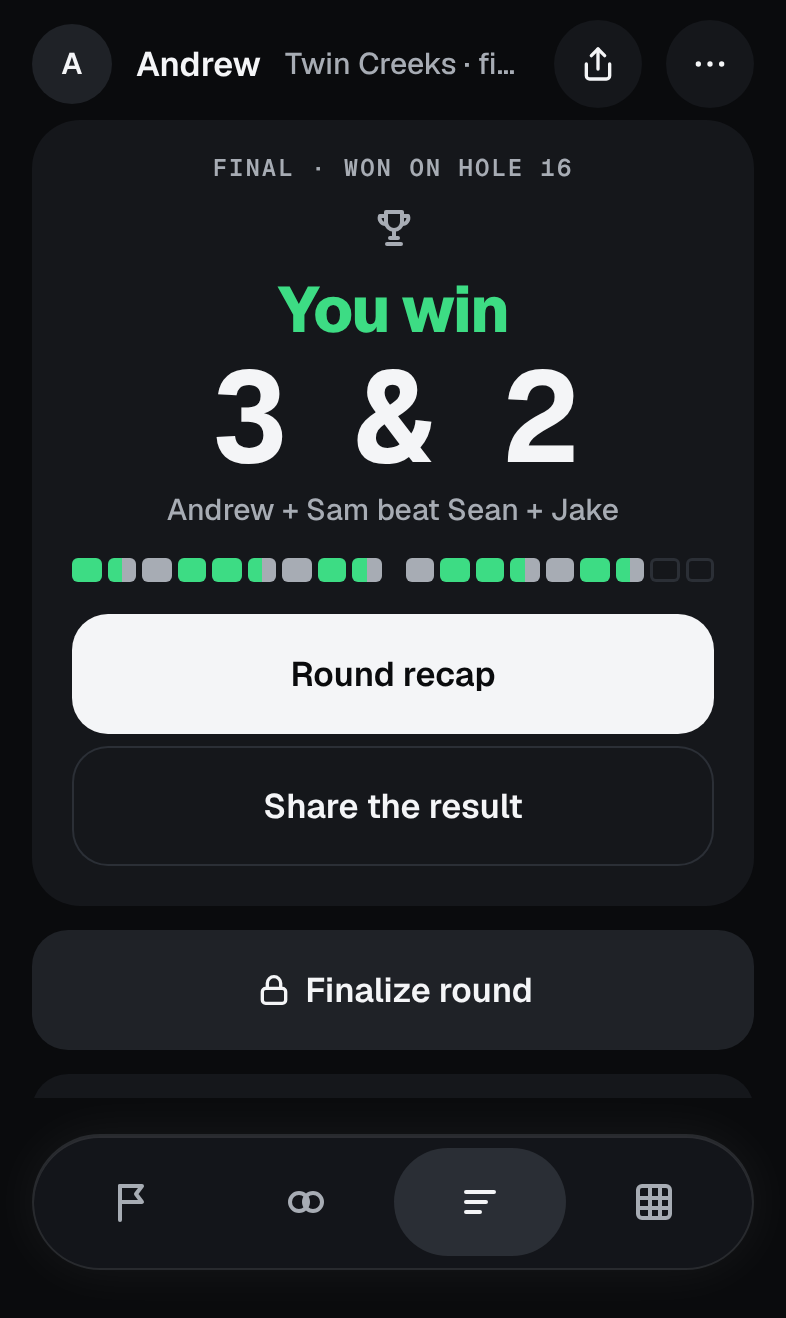 A Andrew Twin Creeks · fi…
FINAL · WON ON HOLE 16
You win
3 & 2
Andrew + Sam beat Sean + Jake
Round recap
Share the result
Finalize round